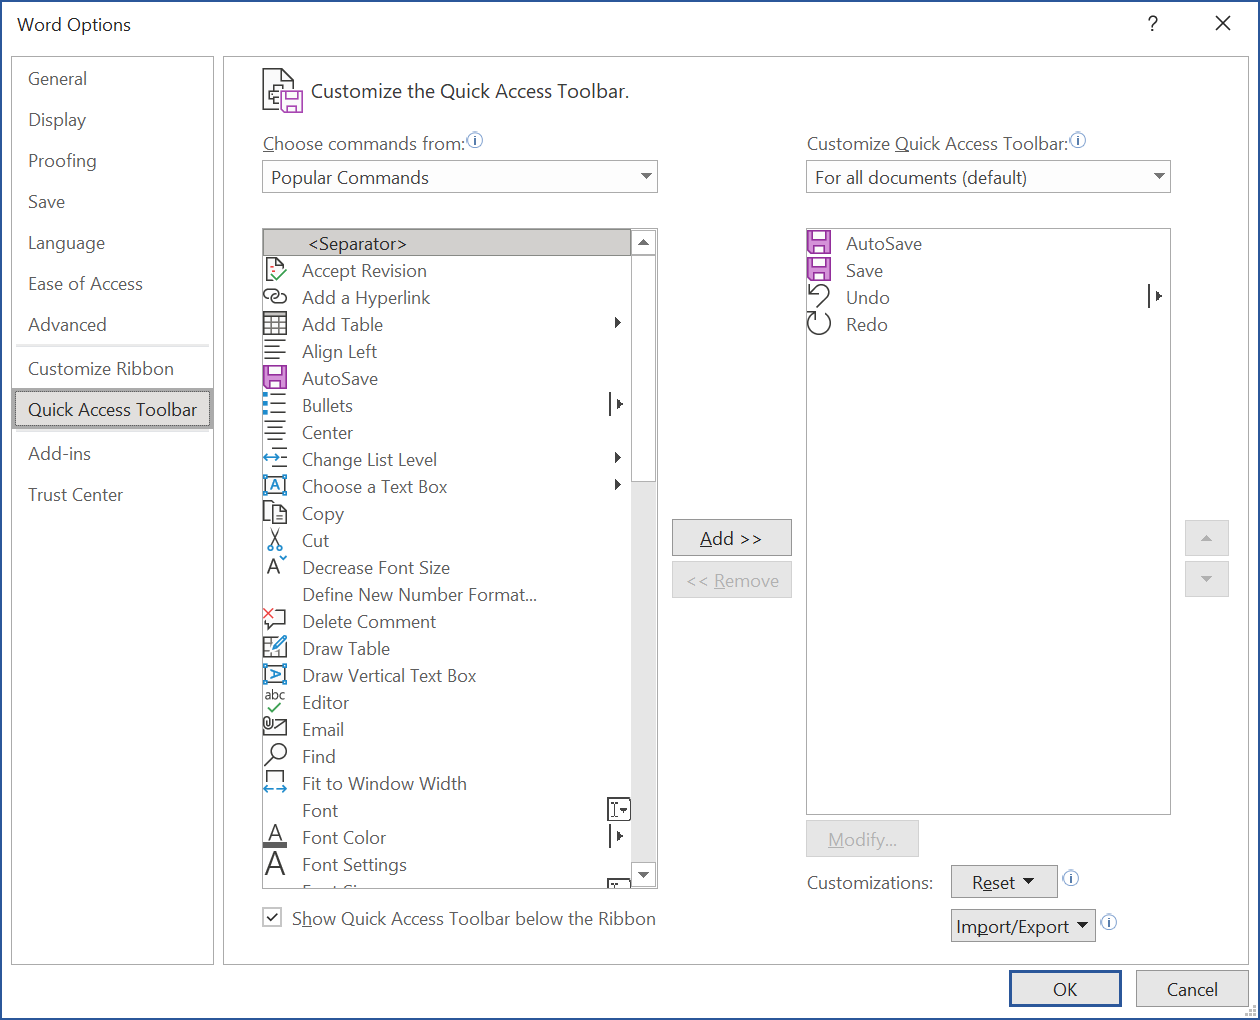 Word Options
?
General
Display
Proofing
Save
Language
Ease of Access
Advanced
Customize Ribbon
Quick Access Toolbar
Add-ins
Trust Center
Customize the Quick Access Toolbar.
Choose commands from:
Popular Commands
<Separator>
Accept Revision
Add a Hyperlink
Add Table
Align Left
AutoSave
Bullets
Center
Change List Level
Choose a Text Box
Copy
Cut
Decrease Font Size
Define New Number Format...
Delete Comment
Draw Table
Draw Vertical Text Box
abc
Editor
Email
Find
Fit to Window Width
Font
Font Color
Font Settings
Show Quick Access Toolbar below the Ribbon
Add >>
<< Remove
Customize Quick Access Toolbar:
For all documents (default)
AutoSave
Save
Undo
Redo
Modify...
Customizations:
Reset
Import/Export
OK
Cancel